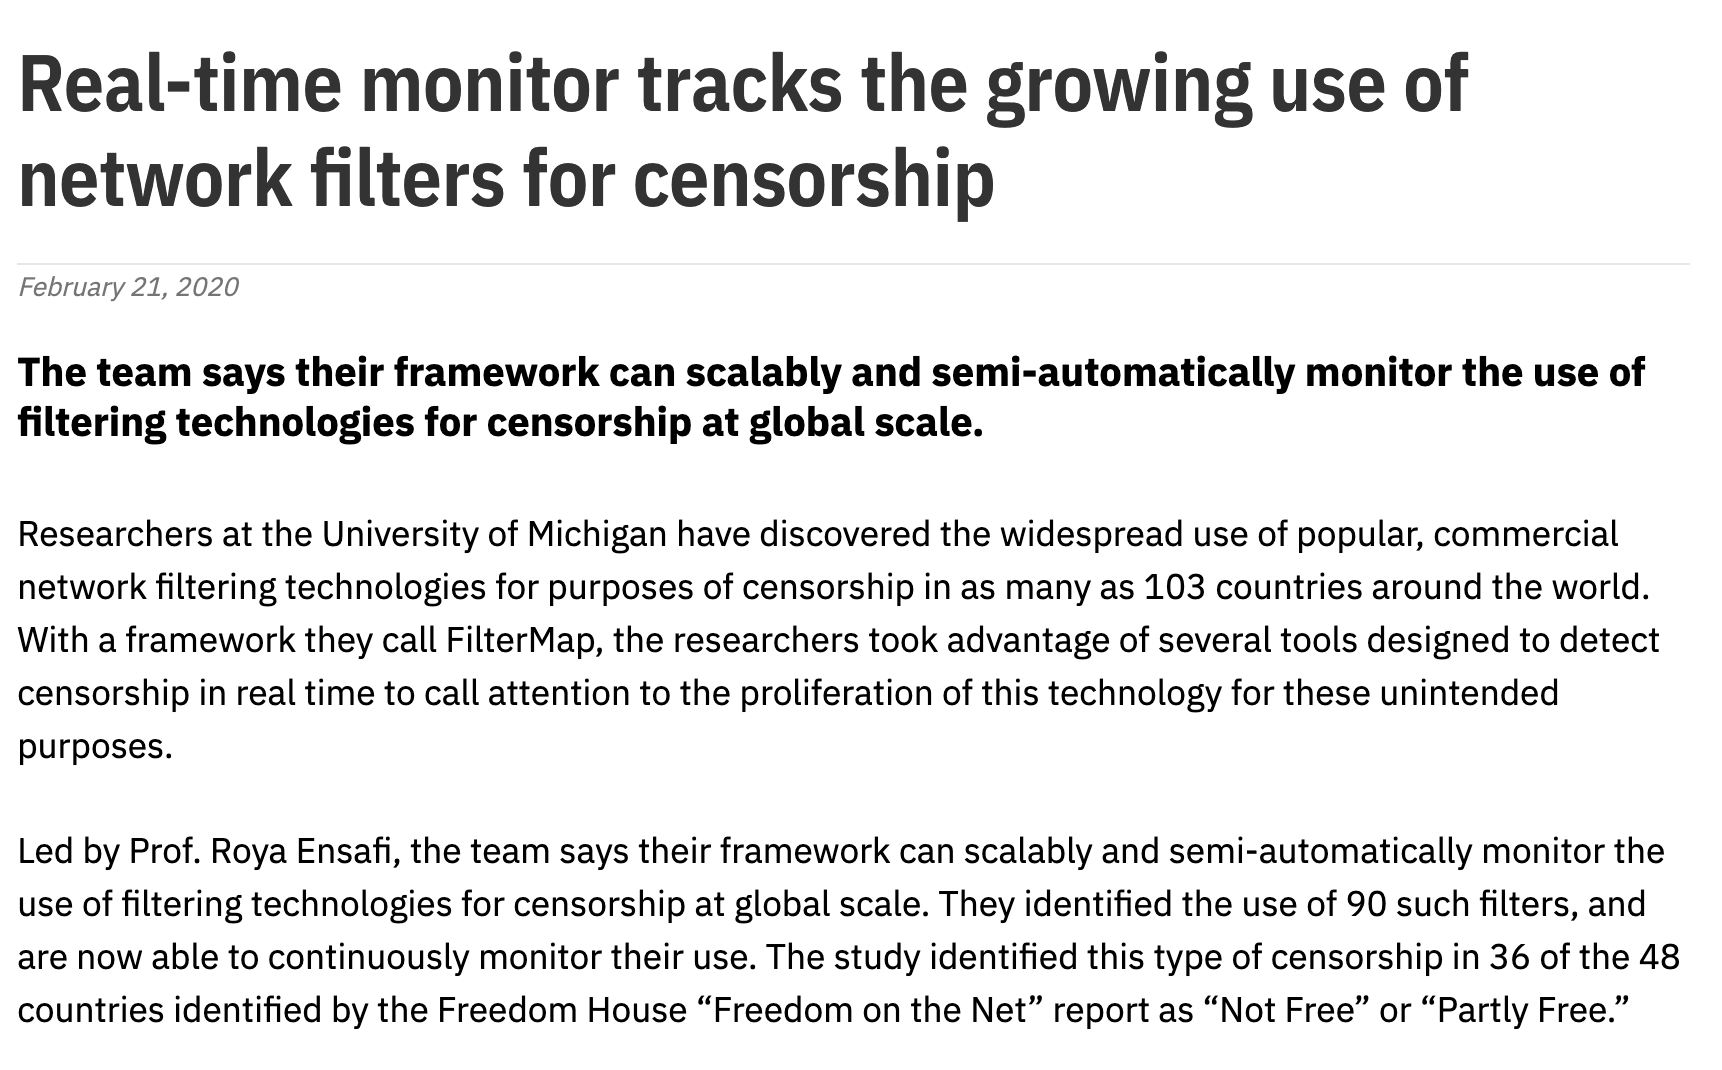 Real-time monitor tracks the growing use of
network filters for censorship
February 21, 2020
The team says their framework can scalably and semi-automatically monitor the use of
filtering technologies for censorship at global scale.
Researchers at the University of Michigan have discovered the widespread use of popular, commercial
network filtering technologies for purposes of censorship in as many as 103 countries around the world.
With a framework they call FilterMap, the researchers took advantage of several tools designed to detect
censorship in real time to call attention to the proliferation of this technology for these unintended
purposes.
Led by Prof. Roya Ensafi, the team says their framework can scalably and semi-automatically monitor the
use of filtering technologies for censorship at global scale. They identified the use of 90 such filters, and
are now able to continuously monitor their use. The study identified this type of censorship in 36 of the 48
countries identified by the Freedom House “Freedom on the Net” report as “Not Free” or “Partly Free.”